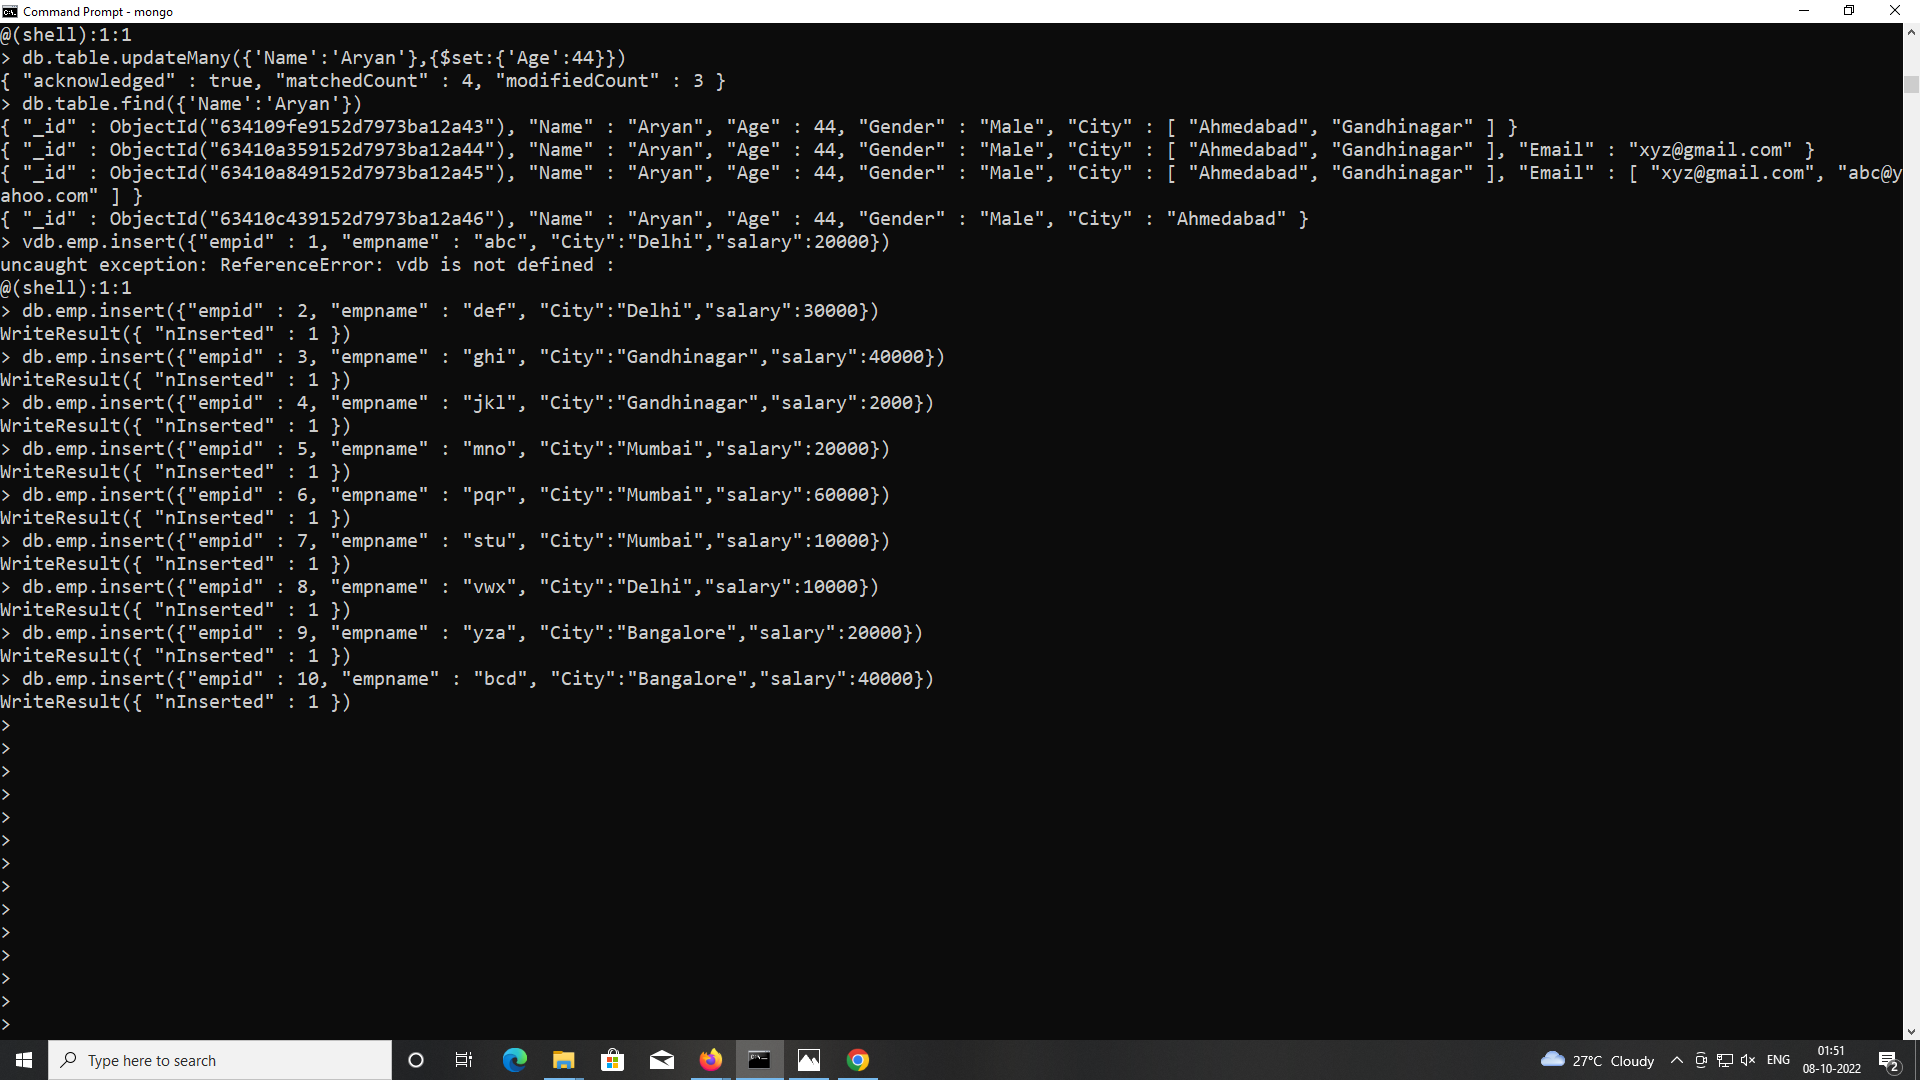 Command Prompt - mongo
@(shell):1:1
> db.table.updateMany({'Name':'Aryan'},{$set:{'Age':44}})
{ "acknowledged" : true, "matchedCount" : 4, "modifiedCount" : 3 }
> db.table.find({'Name':'Aryan'})
{ "_id" : ObjectId("634109fe9152d7973ba12a43"), "Name" : "Aryan", "Age" : 44, "Gender" : "Male", "City" : [ "Ahmedabad", "Gandhinagar" ] }
{ "_id" : ObjectId("63410a359152d7973ba12a44"), "Name" : "Aryan", "Age" : 44, "Gender" : "Male", "City" : [ "Ahmedabad", "Gandhinagar" ], "Email" : "xyz@gmail.com" }
{ "_id" : ObjectId("63410a849152d7973ba12a45"), "Name" : "Aryan", "Age" : 44, "Gender" : "Male", "City" : [ "Ahmedabad", "Gandhinagar" ], "Email" : [ "xyz@gmail.com", "abc@y
ahoo.com" ] }
{ "_id" : ObjectId("63410c439152d7973ba12a46"), "Name" : "Aryan", "Age" : 44, "Gender" : "Male", "City" : "Ahmedabad" }
> vdb.emp.insert({"empid" : 1, "empname" : "abc", "City":"Delhi","salary":20000})
uncaught exception: ReferenceError: vdb is not defined :
@(shell):1:1
> db.emp.insert({"empid" : 2, "empname" : "def", "City":"Delhi","salary":30000})
WriteResult({ "nInserted" : 1 })
> db.emp.insert({"empid" : 3, "empname" : "ghi", "City":"Gandhinagar","salary":40000})
WriteResult({ "nInserted" : 1 })
> db.emp.insert({"empid" : 4, "empname" : "jkl", "City":"Gandhinagar","salary":2000})
WriteResult({ "nInserted" : 1 })
> db.emp.insert({"empid" : 5, "empname" : "mno", "City":"Mumbai","salary":20000})
WriteResult({ "nInserted" : 1 })
> db.emp.insert({"empid" : 6, "empname" : "pqr", "City":"Mumbai","salary":60000})
WriteResult({ "nInserted" : 1 })
> db.emp.insert({"empid" : 7, "empname" : "stu", "City":"Mumbai","salary":10000})
WriteResult({ "nInserted" : 1 })
> db.emp.insert({"empid" : 8, "empname" : "vwx", "City":"Delhi","salary":10000})
WriteResult({ "nInserted" : 1 })
> db.emp.insert({"empid" : 9, "empname" : "yza", "City":"Bangalore","salary":20000})
WriteResult({ "nInserted" : 1 })
> db.emp.insert({"empid" : 10, "empname" : "bcd", "City":"Bangalore","salary":40000})
WriteResult({ "nInserted" : 1 })
>
>
>
>
>
>
>
>
>
>
>
>
>
>
Type here to search
27°C Cloudy
ENG
01:51
08-10-2022
2